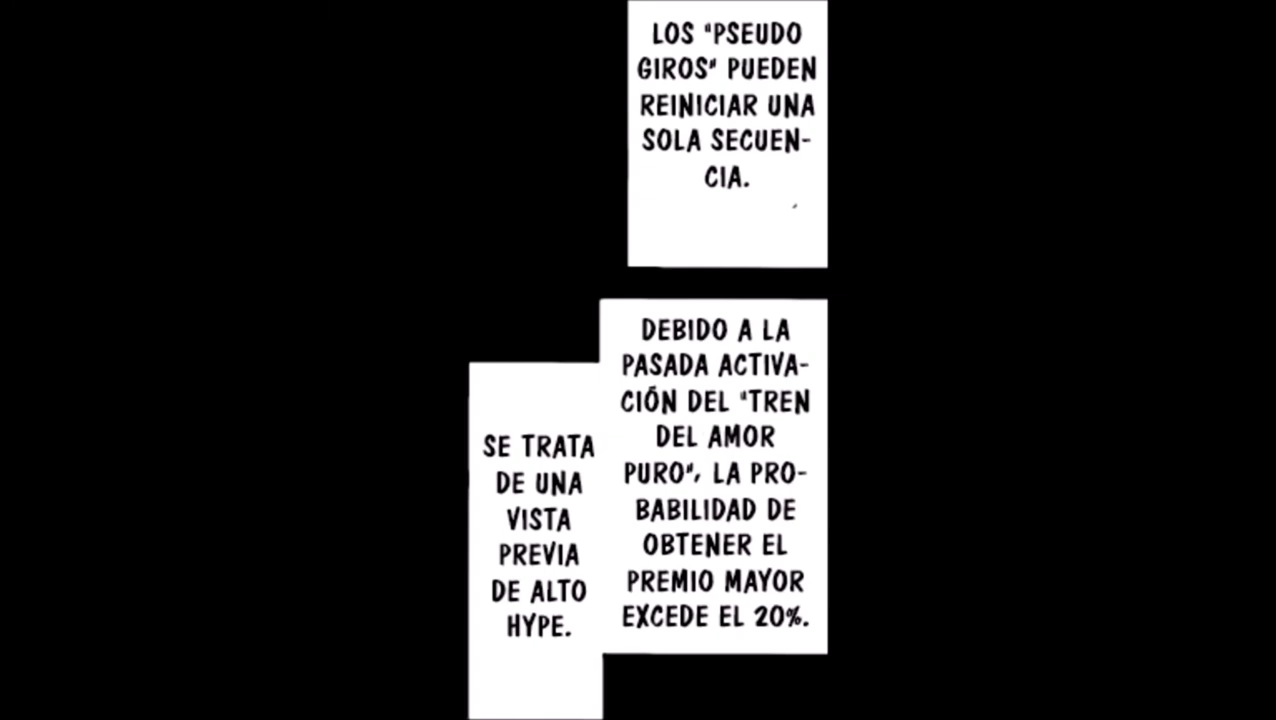 LOS "PSEUDO
GIROS" PUEDEN
REINICIAR UNA
SOLA SECUEN-
CIA.
DEBIDO A LA
PASADA ACTIVA-
CIÓN DEL "TREN
DEL AMOR
PURO", LA PRO-
BABILIDAD DE
OBTENER EL
PREMIO MAYOR
EXCEDE EL 20%.
SE TRATA
DE UNA
VISTA
PREVIA
DE ALTO
HYPE.